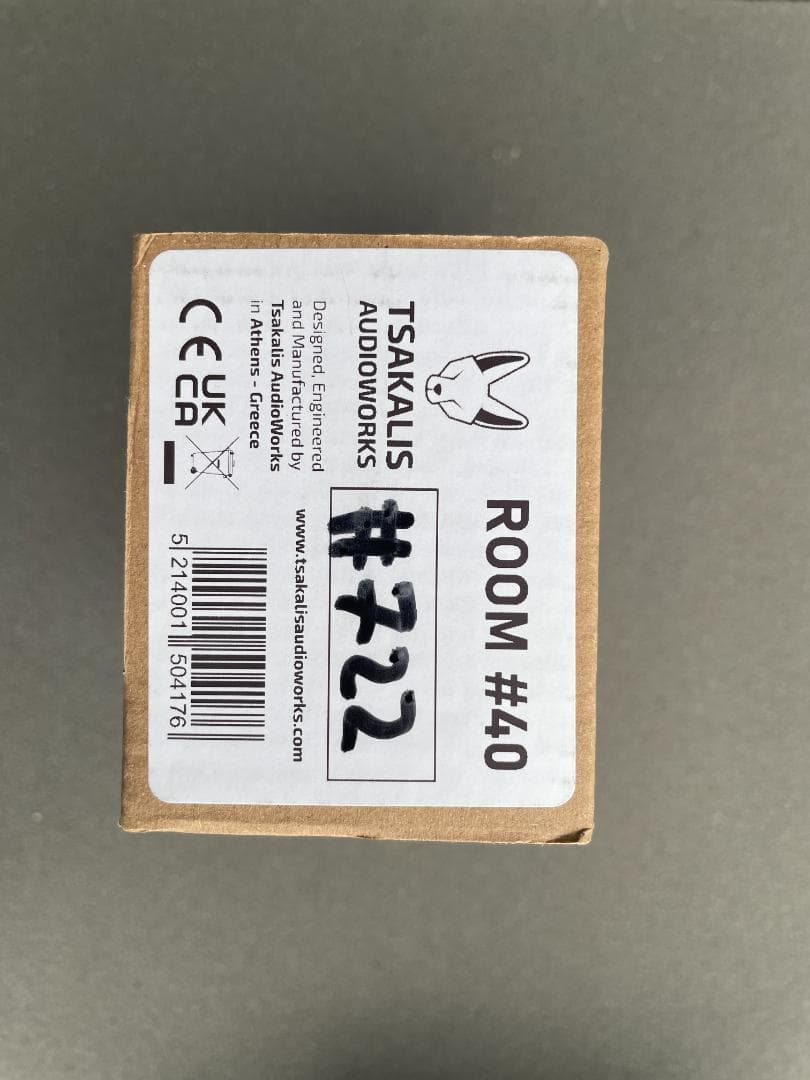 ROOM #40
TSAKALIS
AUDIOWORKS
#722
Designed, Engineered
and Manufactured by
Tsakalis AudioWorks
in Athens - Greece
www.tsakalisaudioworks.com
CE UK
CA
5 214001 504176